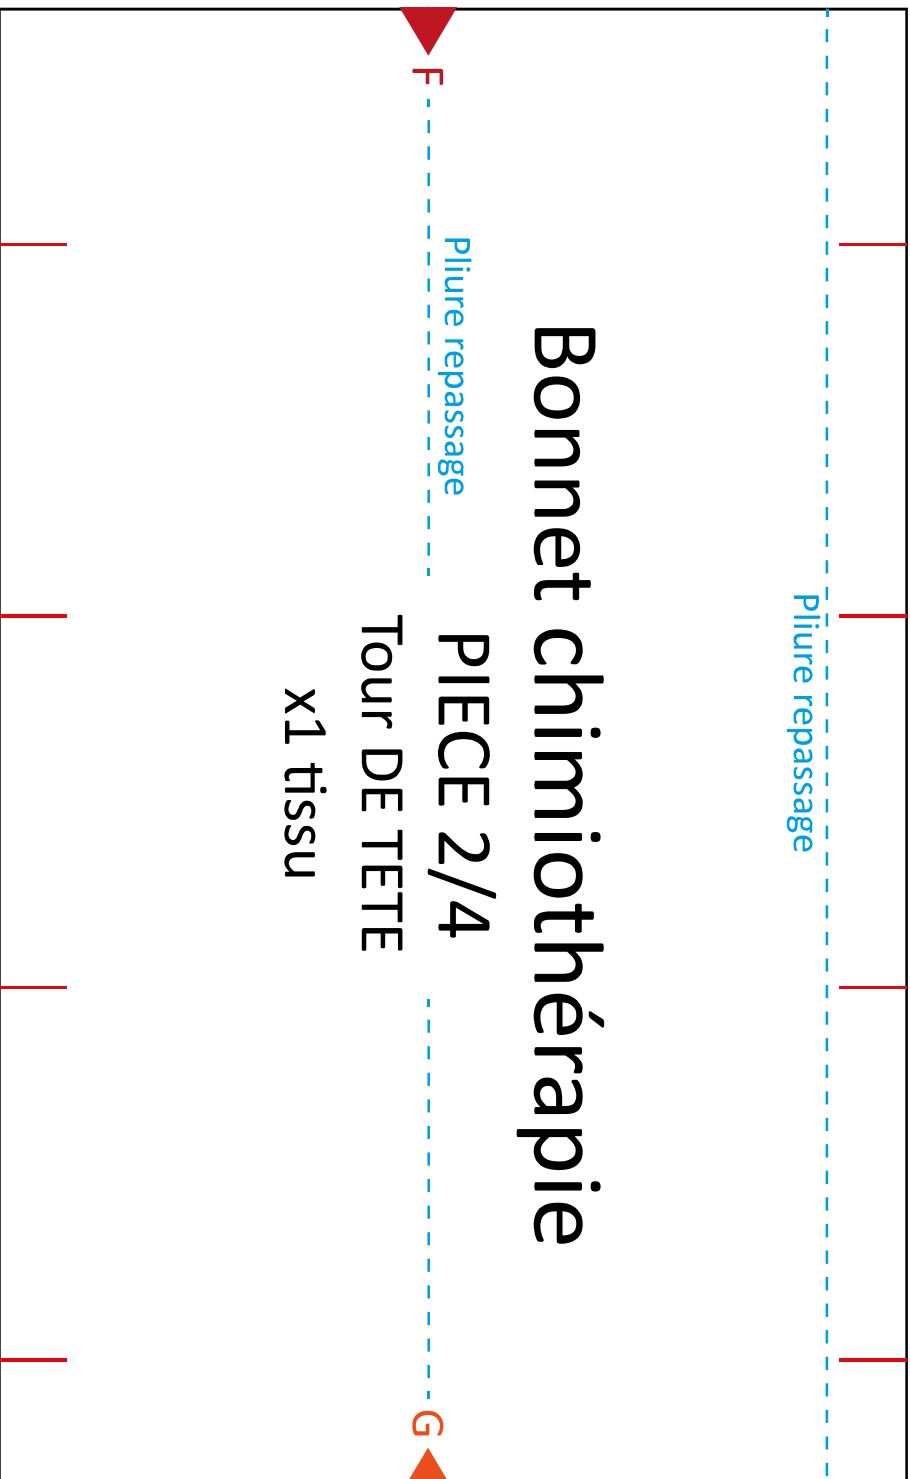 F
Pliure repassage
Pliure repassage
Bonnet chimiothérapie
PIECE 2/4
Tour DE TETE
x1 tissu
G